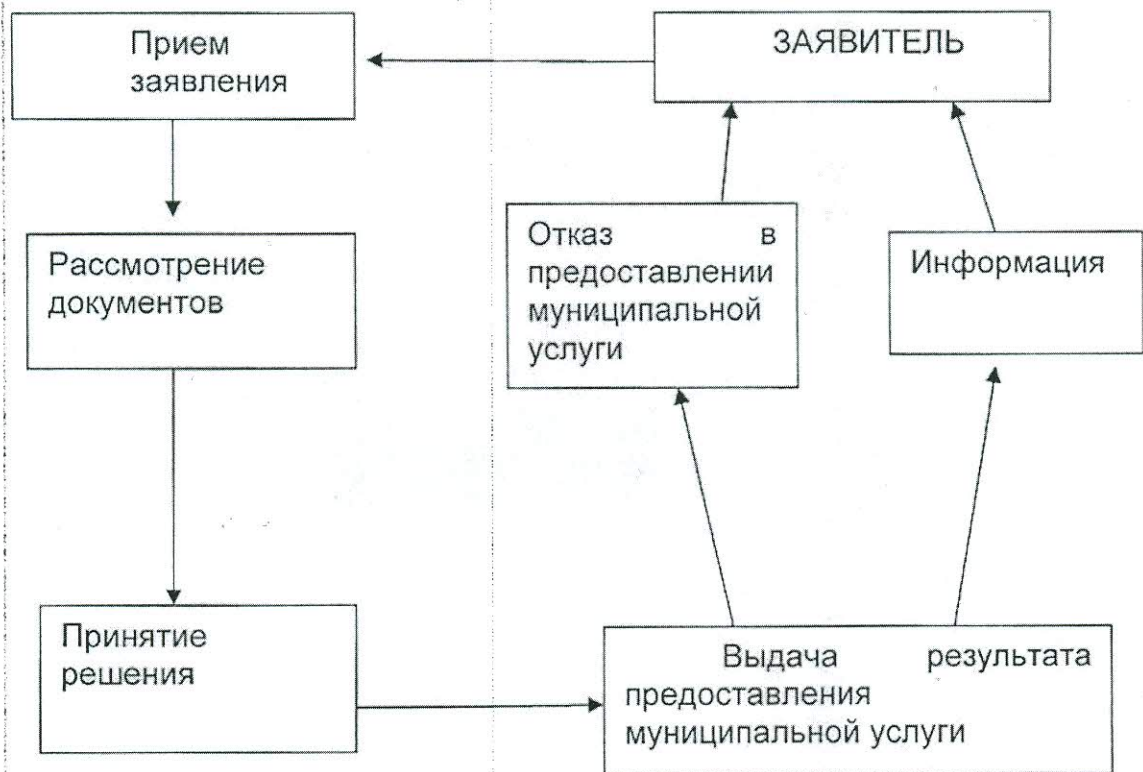 Прием
заявления
ЗАЯВИТЕЛЬ
Рассмотрение
документов
Отказ в
предоставлении
муниципальной
услуги
Информация
Принятие
решения
Выдача результата
предоставления
муниципальной услуги